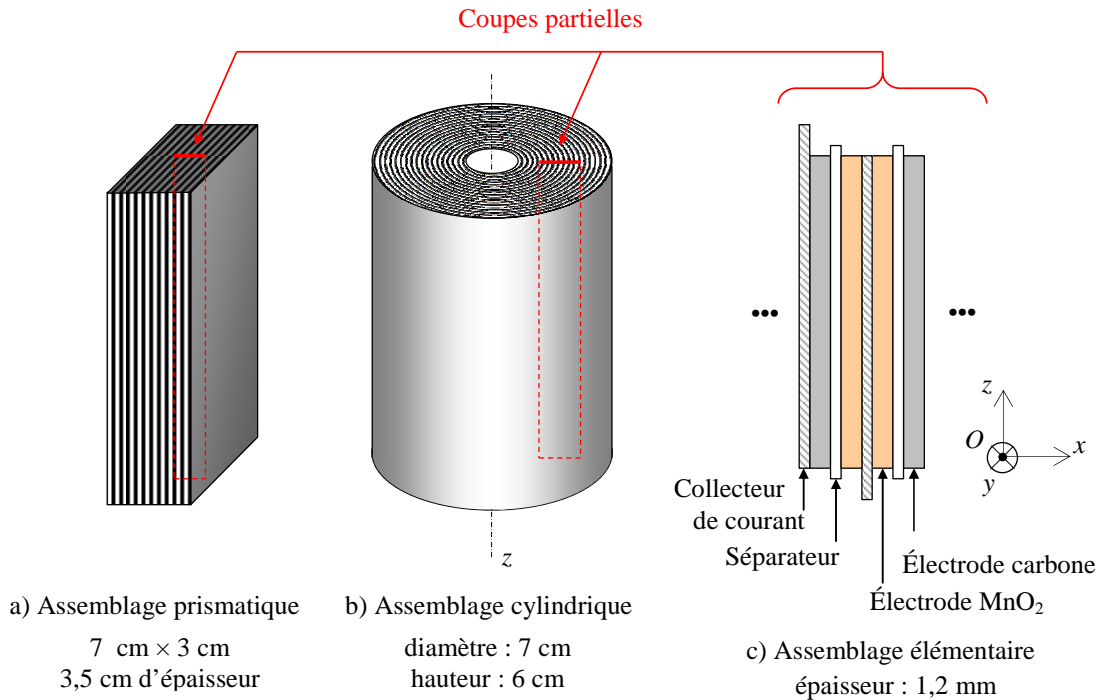 Coupes partielles
•••
•••
z
O
x
y
Collecteur
de courant
Séparateur
Électrode carbone
Électrode MnO₂
z
a) Assemblage prismatique
7 cm × 3 cm
3,5 cm d’épaisseur
b) Assemblage cylindrique
diamètre : 7 cm
hauteur : 6 cm
c) Assemblage élémentaire
épaisseur : 1,2 mm